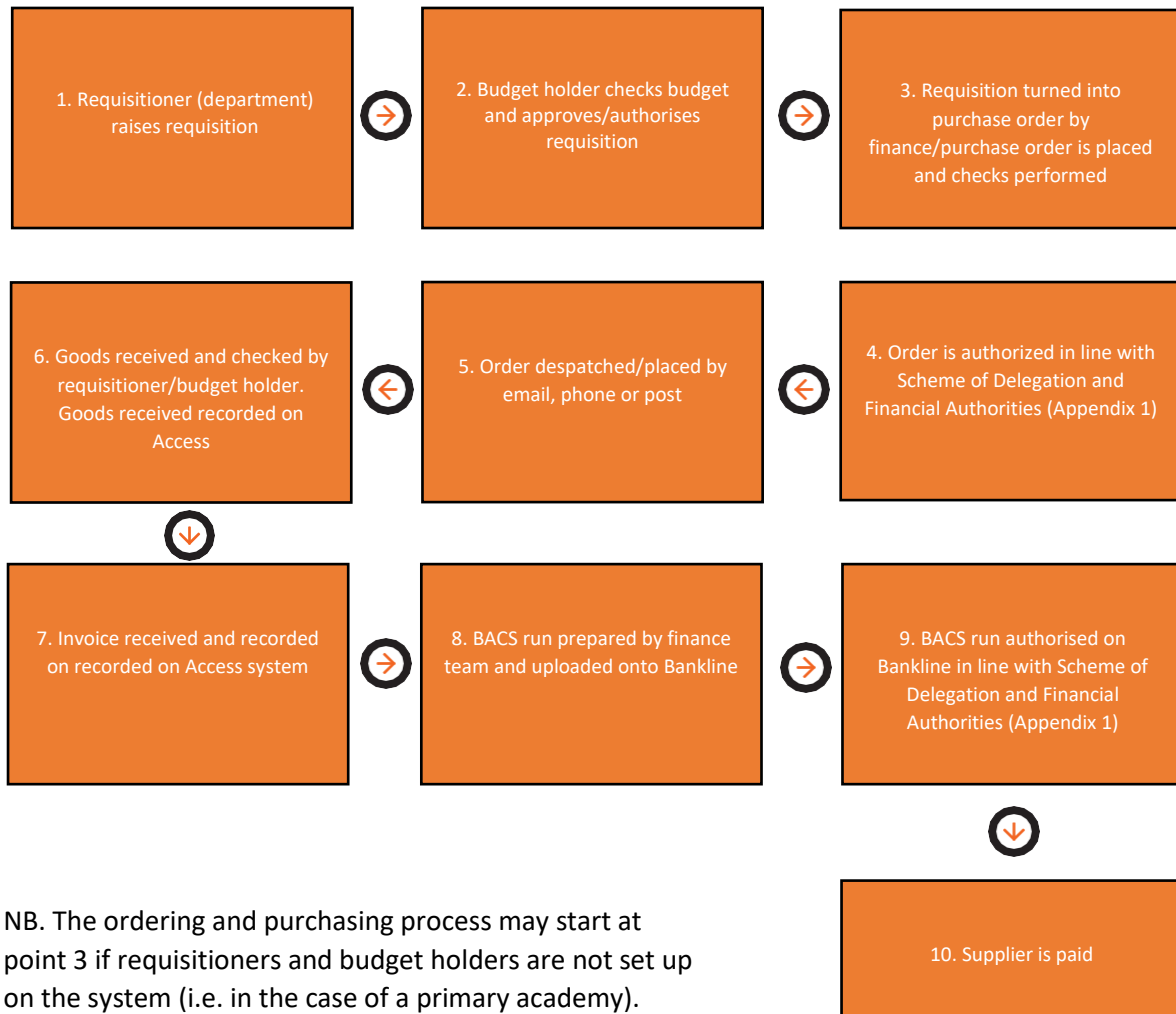 1. Requisitioner (department)
raises requisition
2. Budget holder checks budget
and approves/authorises
requisition
3. Requisition turned into
purchase order by
finance/purchase order is placed
and checks performed
4. Order is authorized in line with
Scheme of Delegation and
Financial Authorities (Appendix 1)
5. Order despatched/placed by
email, phone or post
6. Goods received and checked by
requisitioner/budget holder.
Goods received recorded on
Access
7. Invoice received and recorded
on recorded on Access system
8. BACS run prepared by finance
team and uploaded onto Bankline
9. BACS run authorised on
Bankline in line with Scheme of
Delegation and Financial
Authorities (Appendix 1)
10. Supplier is paid
NB. The ordering and purchasing process may start at
point 3 if requisitioners and budget holders are not set up
on the system (i.e. in the case of a primary academy).